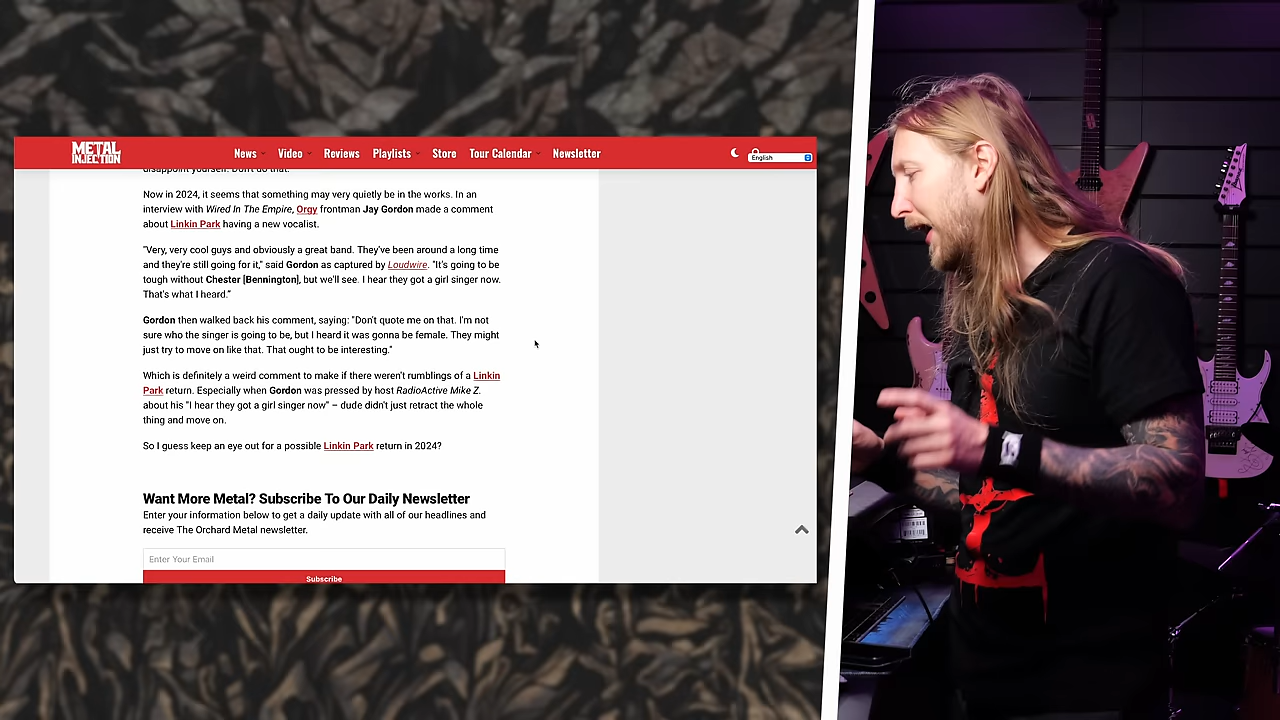 METAL
INJECTION
News
Video
Reviews
Playlists
Store
Tour Calendar
Newsletter
English
disappoint yourself. Don't do that.
Now in 2024, it seems that something may very quietly be in the works. In an
interview with Wired In The Empire, Orgy frontman Jay Gordon made a comment
about Linkin Park having a new vocalist.
"Very, very cool guys and obviously a great band. They've been around a long time
and they're still going for it," said Gordon as captured by Loudwire. "It's going to be
tough without Chester [Bennington], but we'll see. I hear they got a girl singer now.
That's what I heard."
Gordon then walked back his comment, saying: "Don't quote me on that. I'm not
sure who the singer is going to be, but I heard it was gonna be female. They might
just try to move on like that. That ought to be interesting."
Which is definitely a weird comment to make if there weren't rumblings of a Linkin
Park return. Especially when Gordon was pressed by host RadioActive Mike Z.
about his "I hear they got a girl singer now" – dude didn't just retract the whole
thing and move on.
So I guess keep an eye out for a possible Linkin Park return in 2024?
Want More Metal? Subscribe To Our Daily Newsletter
Enter your information below to get a daily update with all of our headlines and
receive The Orchard Metal newsletter.
Enter Your Email
Subscribe